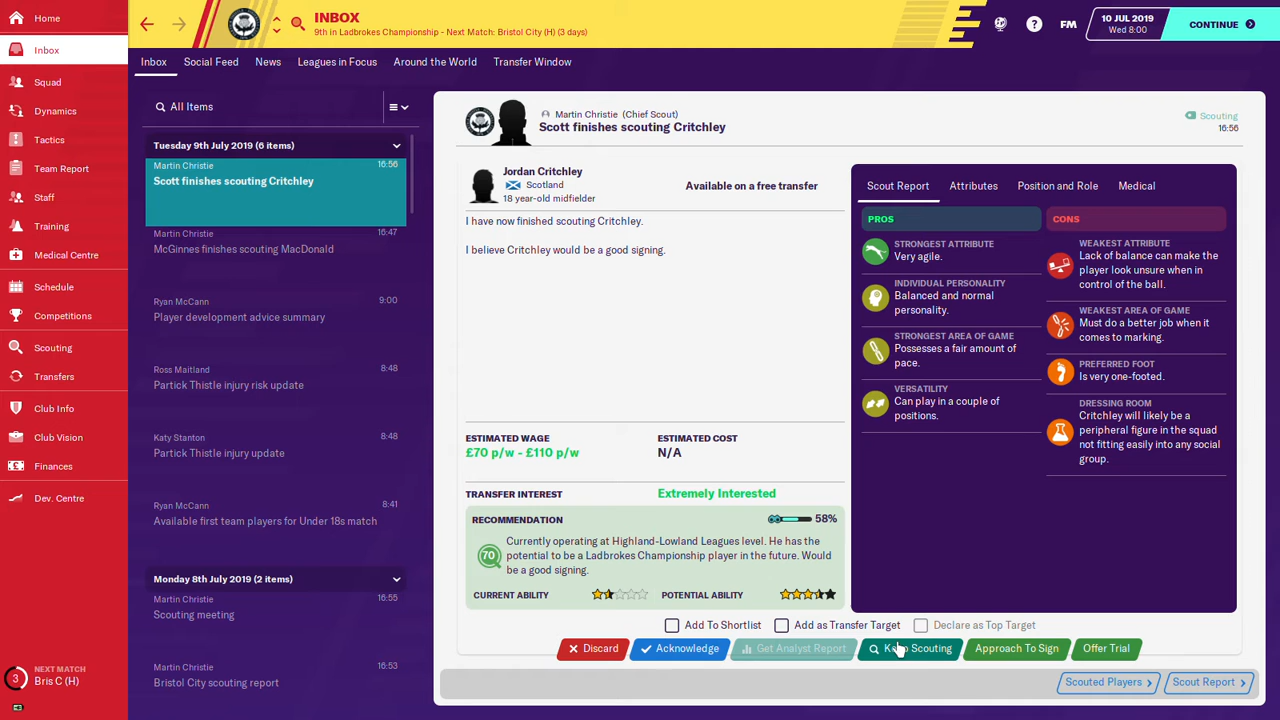 Home
Inbox
Squad
Dynamics
Tactics
Team Report
Staff
Training
Medical Centre
Schedule
Competitions
Scouting
Transfers
Club Info
Club Vision
Finances
Dev. Centre
3
NEXT MATCH
Bris C (H)
INBOX
9th in Ladbrokes Championship - Next Match: Bristol City (H) (3 days)
?
FM
10 JUL 2019
Wed 8:00
CONTINUE
Inbox
Social Feed
News
Leagues in Focus
Around the World
Transfer Window
All Items
Tuesday 9th July 2019 (6 items)
Martin Christie
16:56
Scott finishes scouting Critchley
Martin Christie
16:47
McGinnes finishes scouting MacDonald
Ryan McCann
9:00
Player development advice summary
Ross Maitland
8:48
Partick Thistle injury risk update
Katy Stanton
8:48
Partick Thistle injury update
Ryan McCann
8:41
Available first team players for Under 18s match
Monday 8th July 2019 (2 items)
Martin Christie
16:55
Scouting meeting
Martin Christie
16:53
Bristol City scouting report
Martin Christie (Chief Scout)
Scott finishes scouting Critchley
Scouting
16:56
Jordan Critchley
Scotland
18 year-old midfielder
Available on a free transfer
I have now finished scouting Critchley.
I believe Critchley would be a good signing.
ESTIMATED WAGE
£70 p/w - £110 p/w
ESTIMATED COST
N/A
TRANSFER INTEREST
Extremely Interested
RECOMMENDATION
58%
70
Currently operating at Highland-Lowland Leagues level. He has the
potential to be a Ladbrokes Championship player in the future. Would
be a good signing.
CURRENT ABILITY
POTENTIAL ABILITY
Scout Report
Attributes
Position and Role
Medical
PROS
STRONGEST ATTRIBUTE
Very agile.
INDIVIDUAL PERSONALITY
Balanced and normal
personality.
STRONGEST AREA OF GAME
Possesses a fair amount of
pace.
VERSATILITY
Can play in a couple of
positions.
CONS
WEAKEST ATTRIBUTE
Lack of balance can make the
player look unsure when in
control of the ball.
WEAKEST AREA OF GAME
Must do a better job when it
comes to marking.
PREFERRED FOOT
Is very one-footed.
DRESSING ROOM
Critchley will likely be a
peripheral figure in the squad
not fitting easily into any social
group.
Add To Shortlist
Add as Transfer Target
Declare as Top Target
Discard
Acknowledge
Get Analyst Report
Keep Scouting
Approach To Sign
Offer Trial
Scouted Players
Scout Report